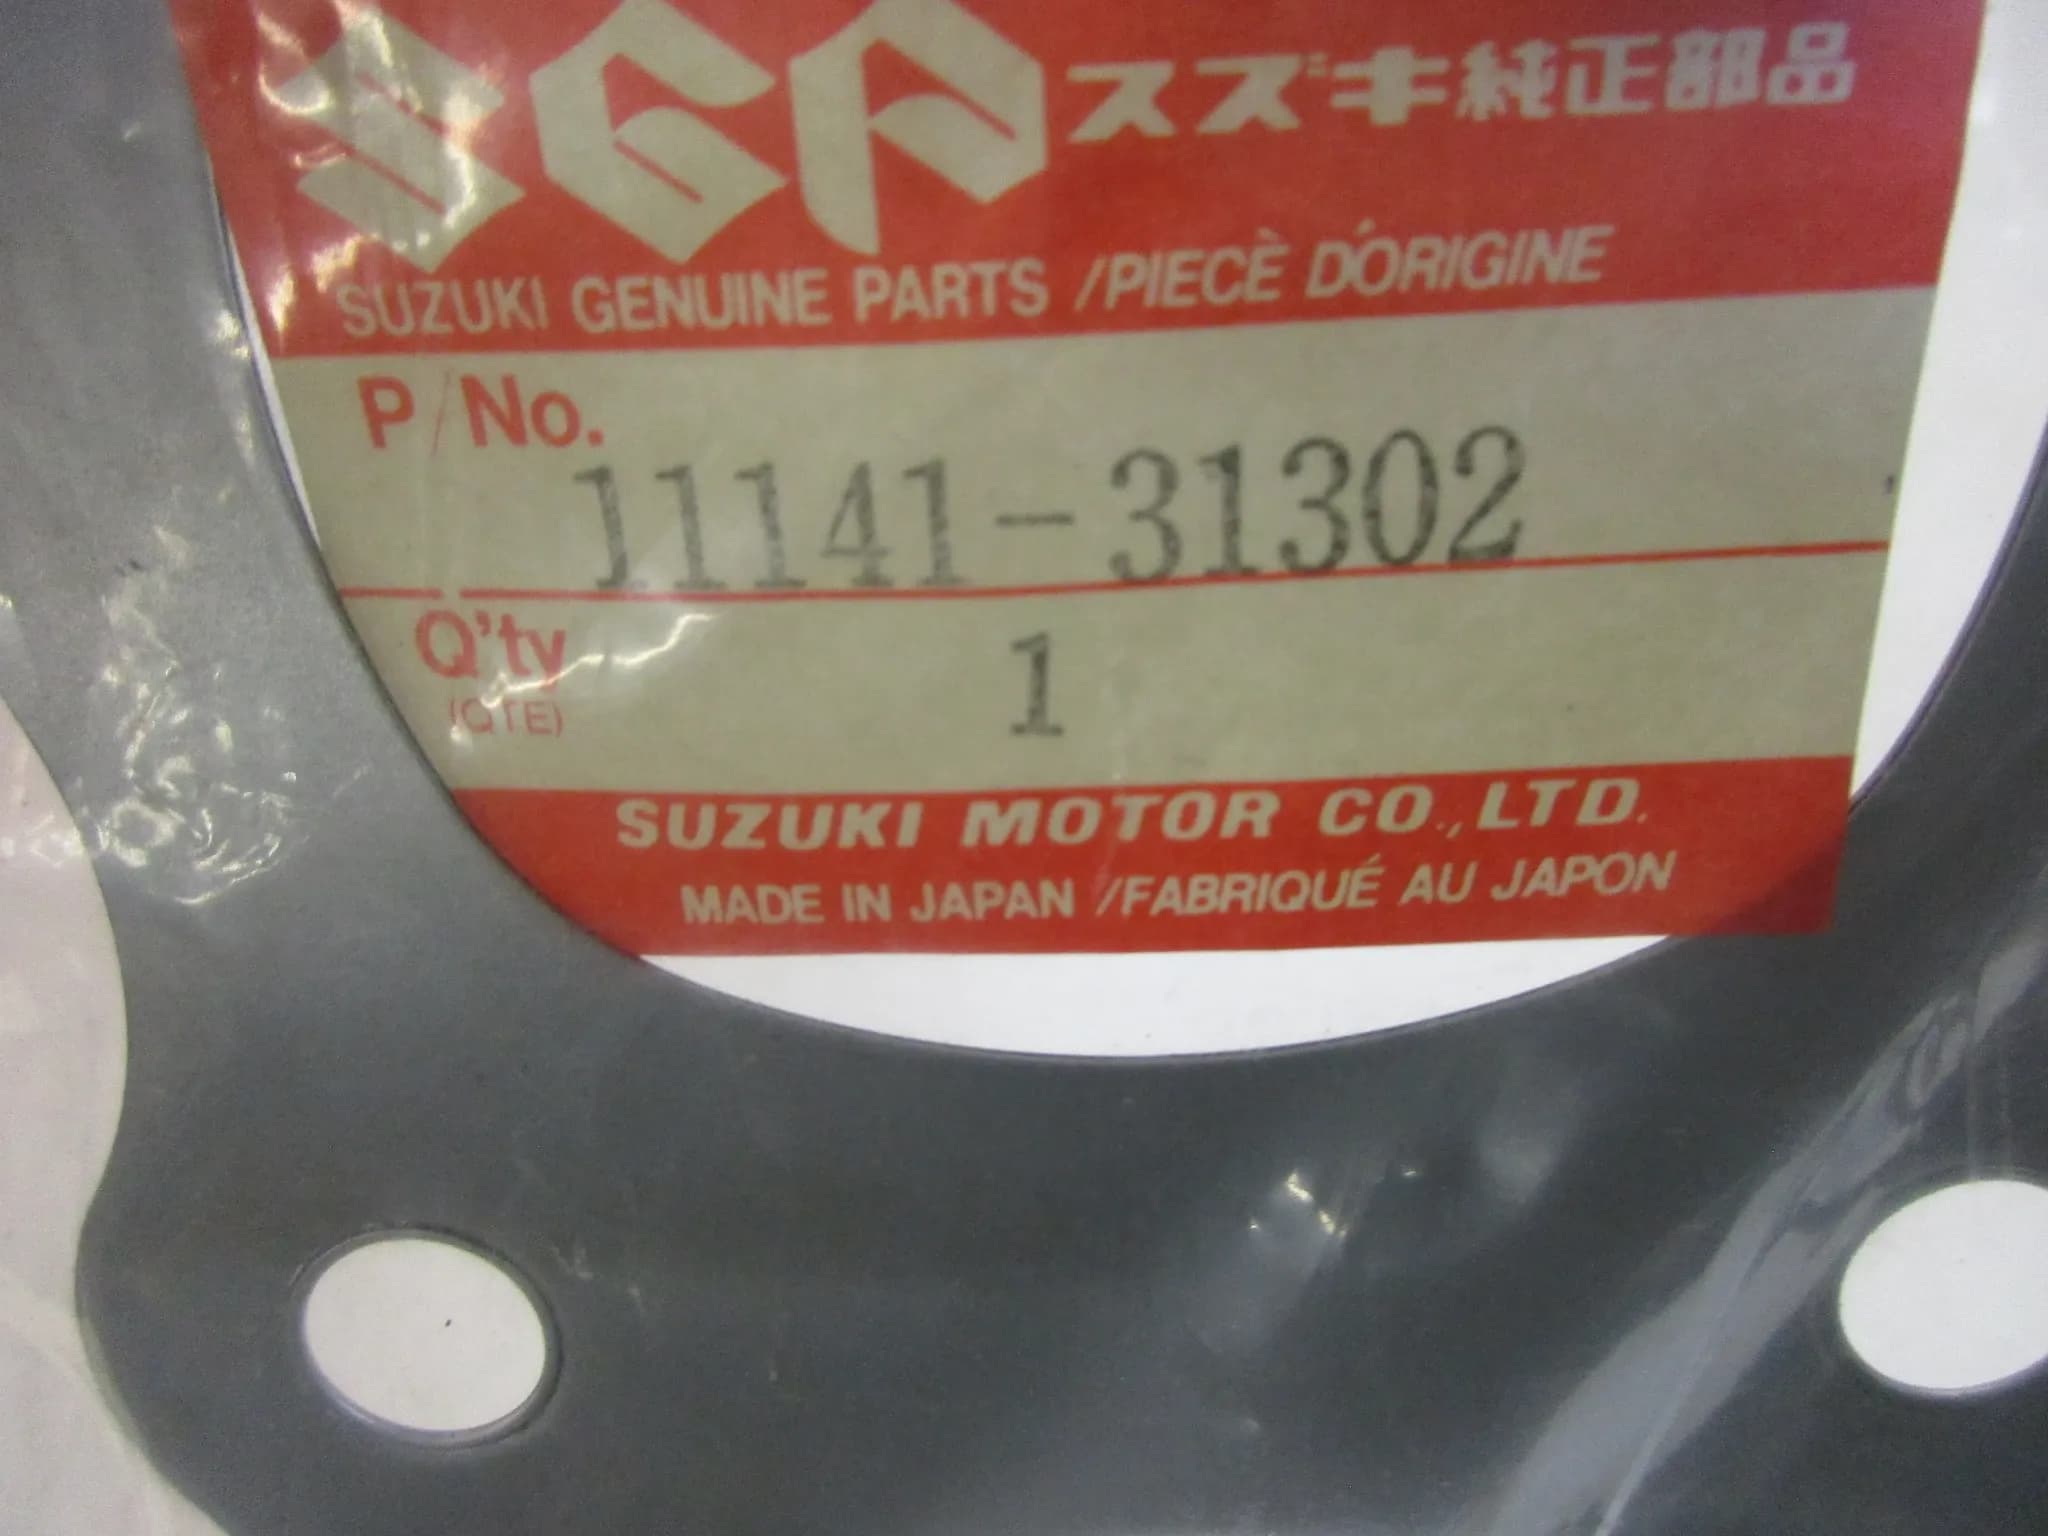 SGP スズキ純正部品
SUZUKI GENUINE PARTS /PIECÈ D'ORIGINE
P/No.
11141-31302
Q'ty 1
(QTE)
SUZUKI MOTOR CO., LTD.
MADE IN JAPAN /FABRIQUÉ AU JAPON